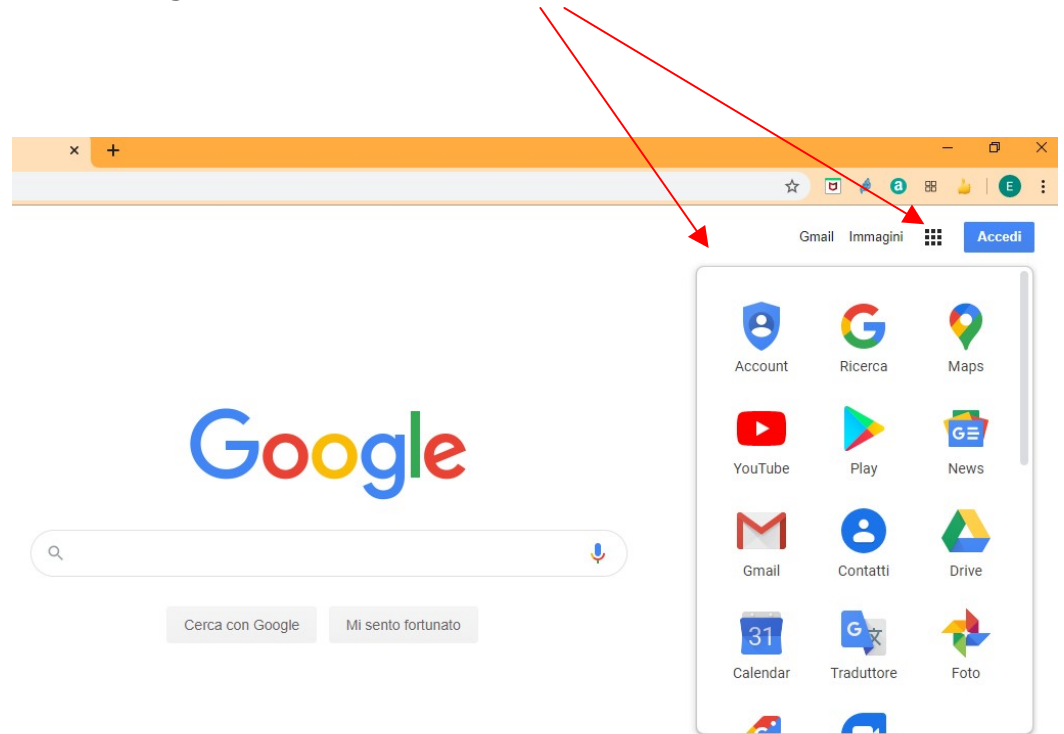 E
Gmail Immagini Accedi
Account Ricerca Maps
Google
YouTube Play News
Gmail Contatti Drive
Cerca con Google Mi sento fortunato
31
Calendar Traduttore Foto